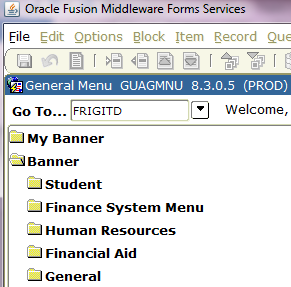 Oracle Fusion Middleware Forms Services
File Edit Options Block Item Record
General Menu GUAGMNU 8.3.0.5 (PROD)
Go To... FRIGITD Welcome,
My Banner
Banner
Student
Finance System Menu
Human Resources
Financial Aid
General